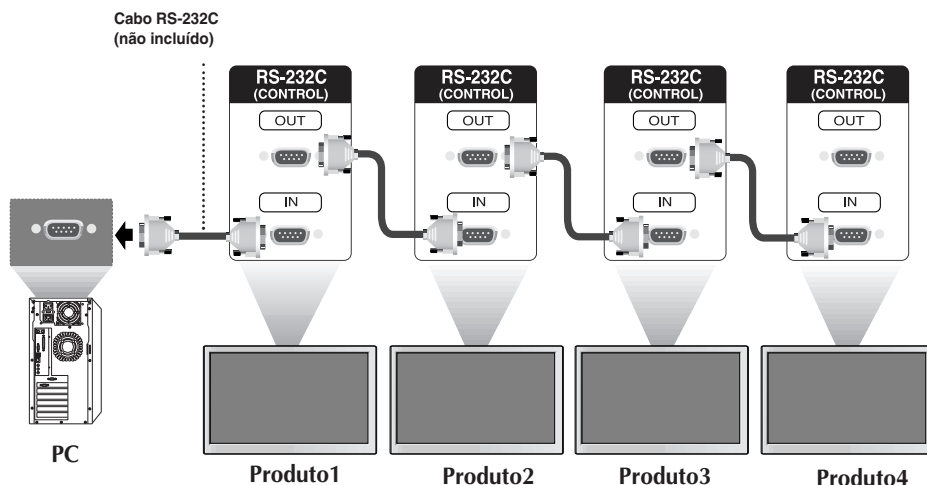 Cabo RS-232C
(não incluído)
RS-232C
(CONTROL)
OUT
IN
RS-232C
(CONTROL)
OUT
IN
RS-232C
(CONTROL)
OUT
IN
RS-232C
(CONTROL)
OUT
IN
PC
Produto1
Produto2
Produto3
Produto4